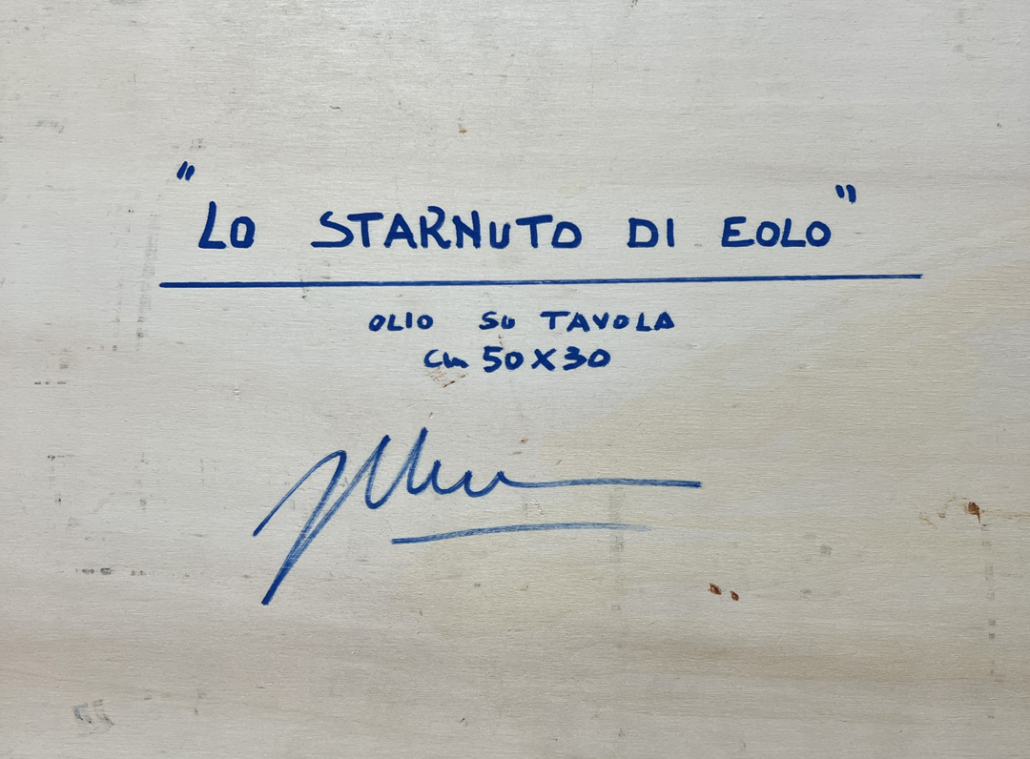 "LO STARNUTO DI EOLO"
OLIO SU TAVOLA
cm 50X30